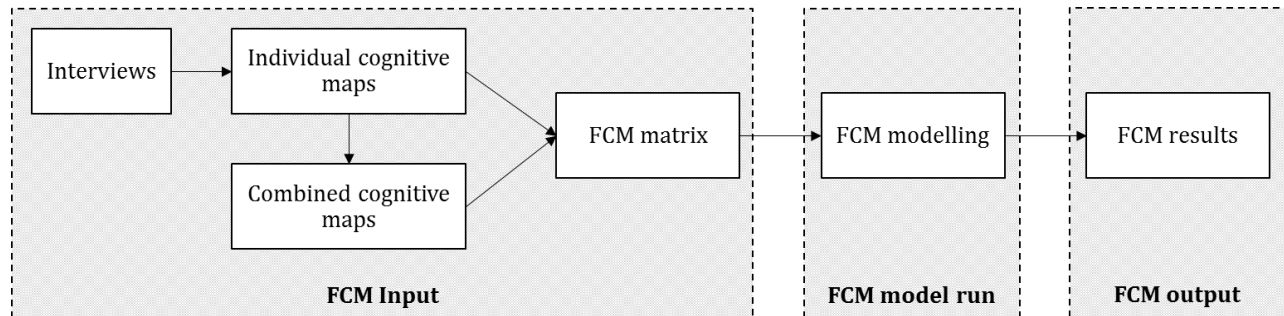 Interviews
Individual cognitive
maps
Combined cognitive
maps
FCM matrix
FCM modelling
FCM results
FCM Input
FCM model run
FCM output